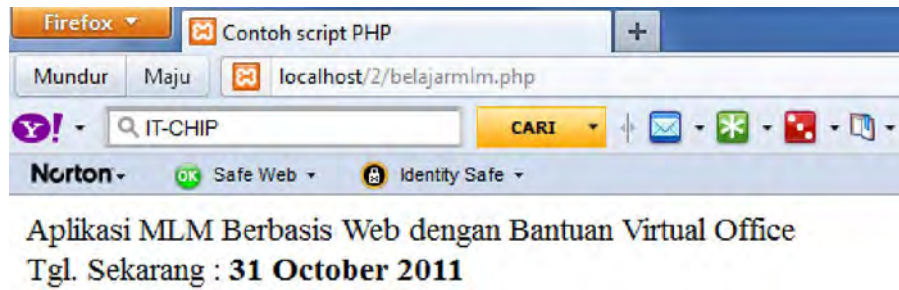 Firefox
Contoh script PHP
Mundur Maju localhost/2/belajarmlm.php
Y! IT-CHIP CARI
Norton OK Safe Web Identity Safe
Aplikasi MLM Berbasis Web dengan Bantuan Virtual Office
Tgl. Sekarang : 31 October 2011